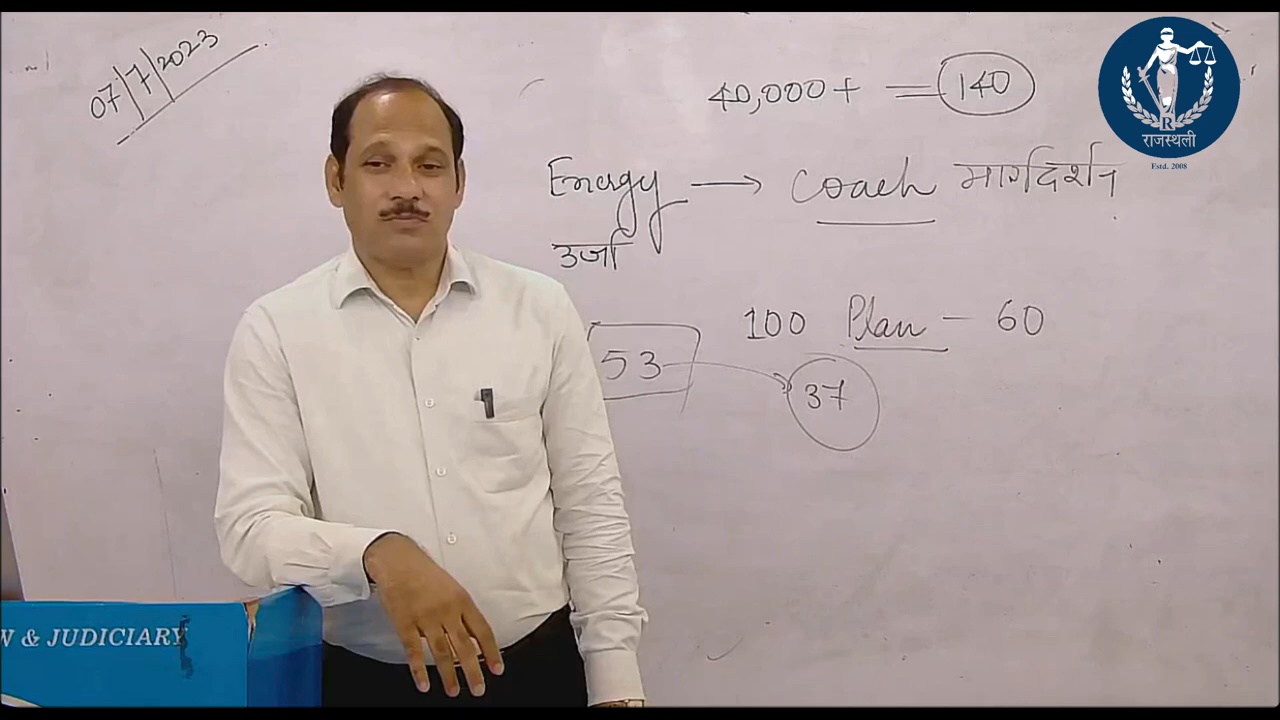 07/7/2023
40,000+ = 140
Energy → Coach मार्गदर्शन
उर्जा
100 Plan - 60
53 → 37
R
राजस्थली
Estd. 2008
W & JUDICIARY